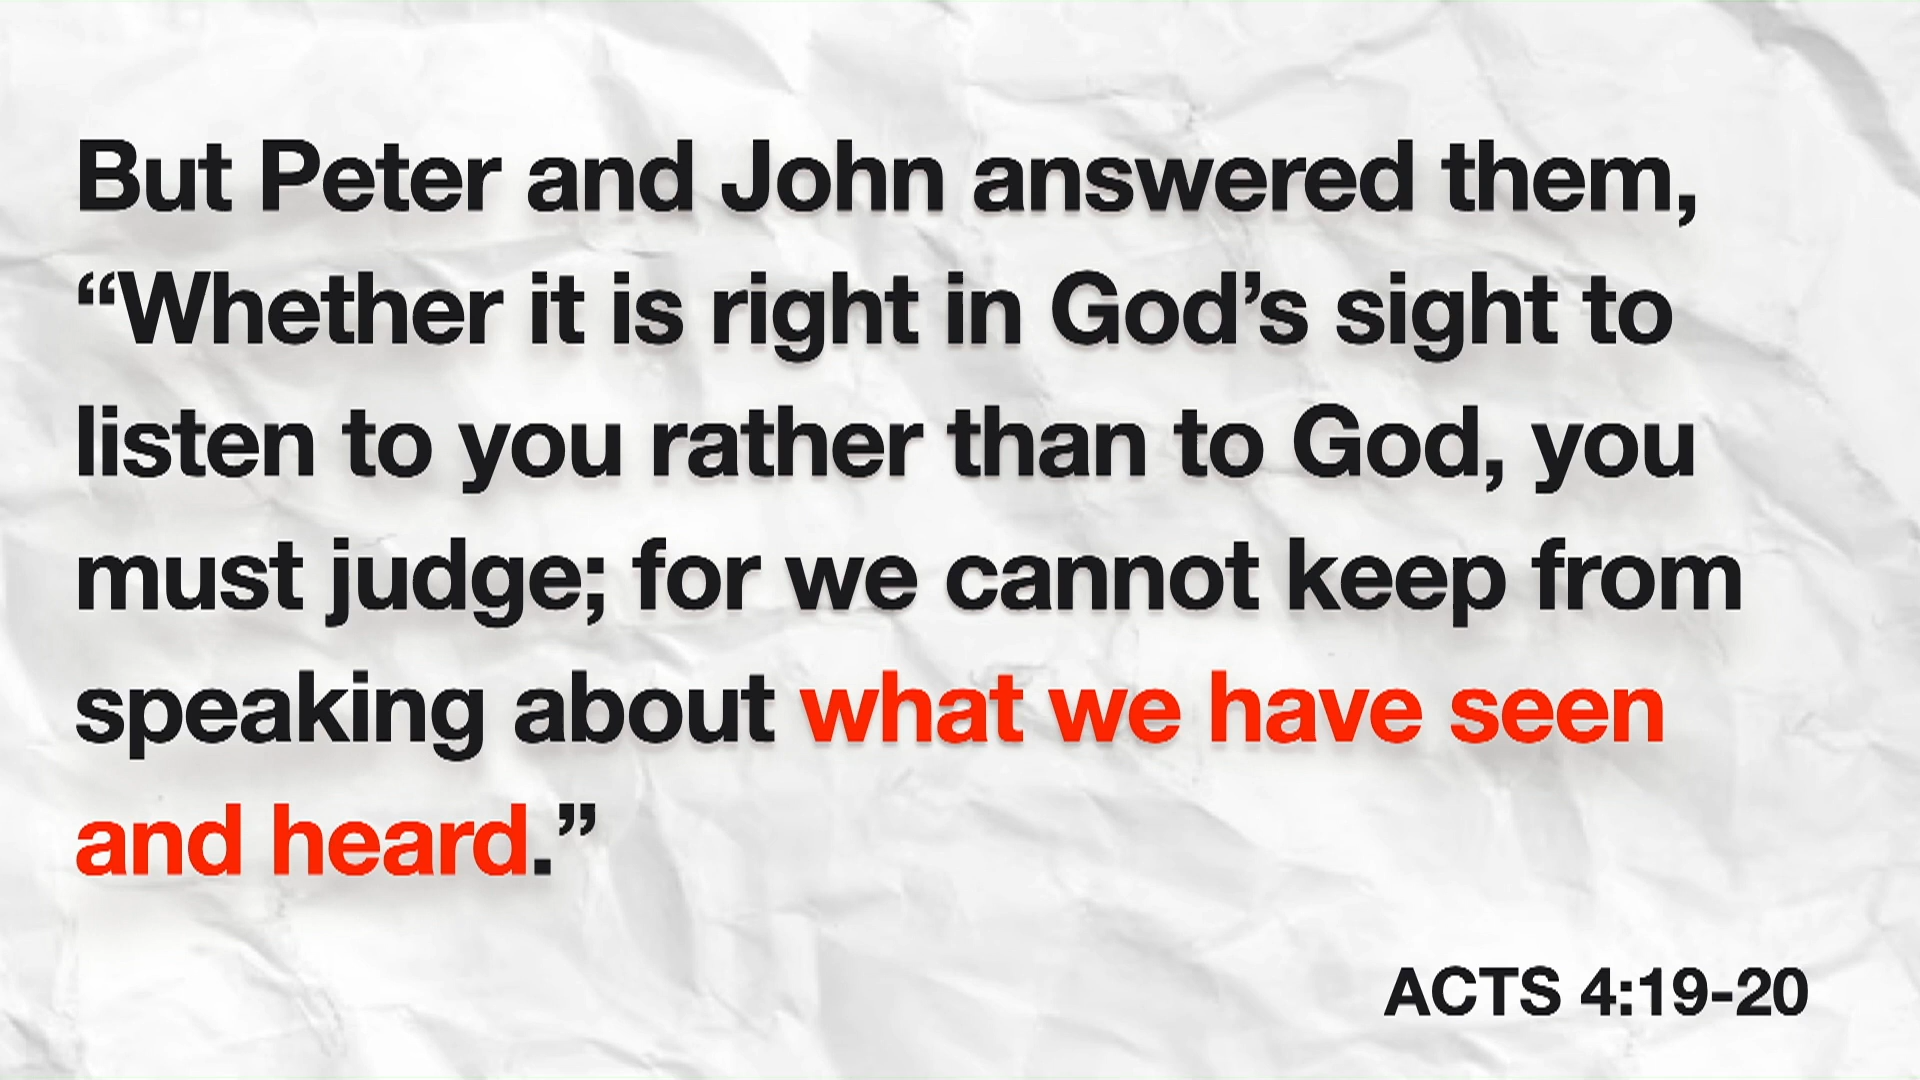 But Peter and John answered them,
“Whether it is right in God’s sight to
listen to you rather than to God, you
must judge; for we cannot keep from
speaking about what we have seen
and heard.”
ACTS 4:19-20